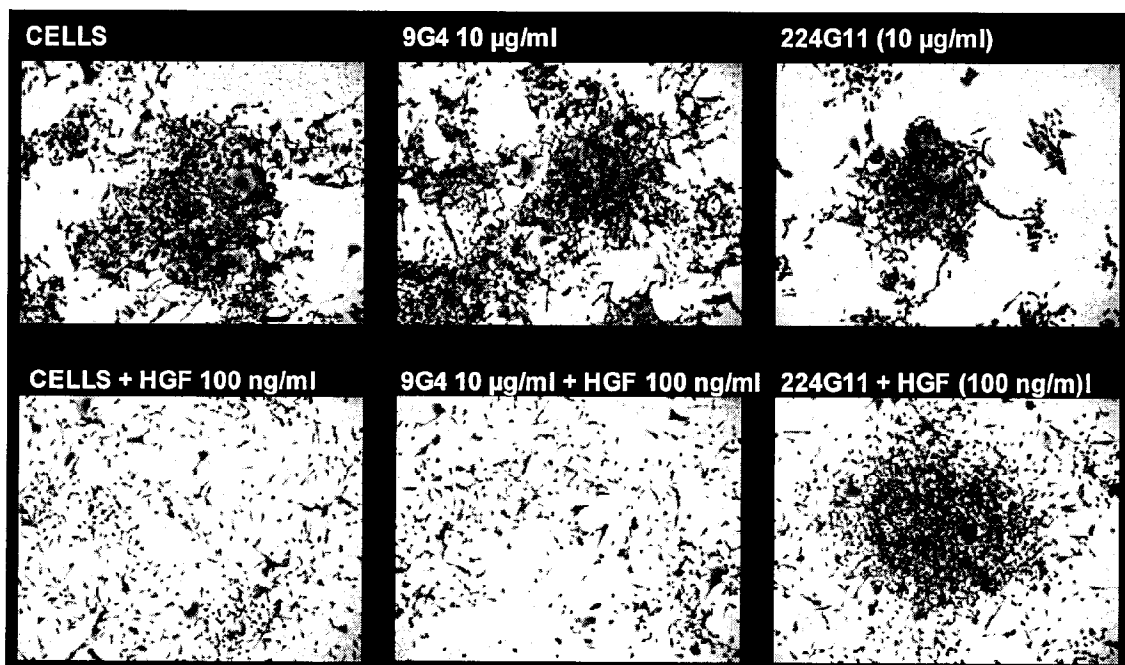 CELLS
9G4 10 µg/ml
224G11 (10 µg/ml)
CELLS + HGF 100 ng/ml
9G4 10 µg/ml + HGF 100 ng/ml
224G11 + HGF (100 ng/m)l